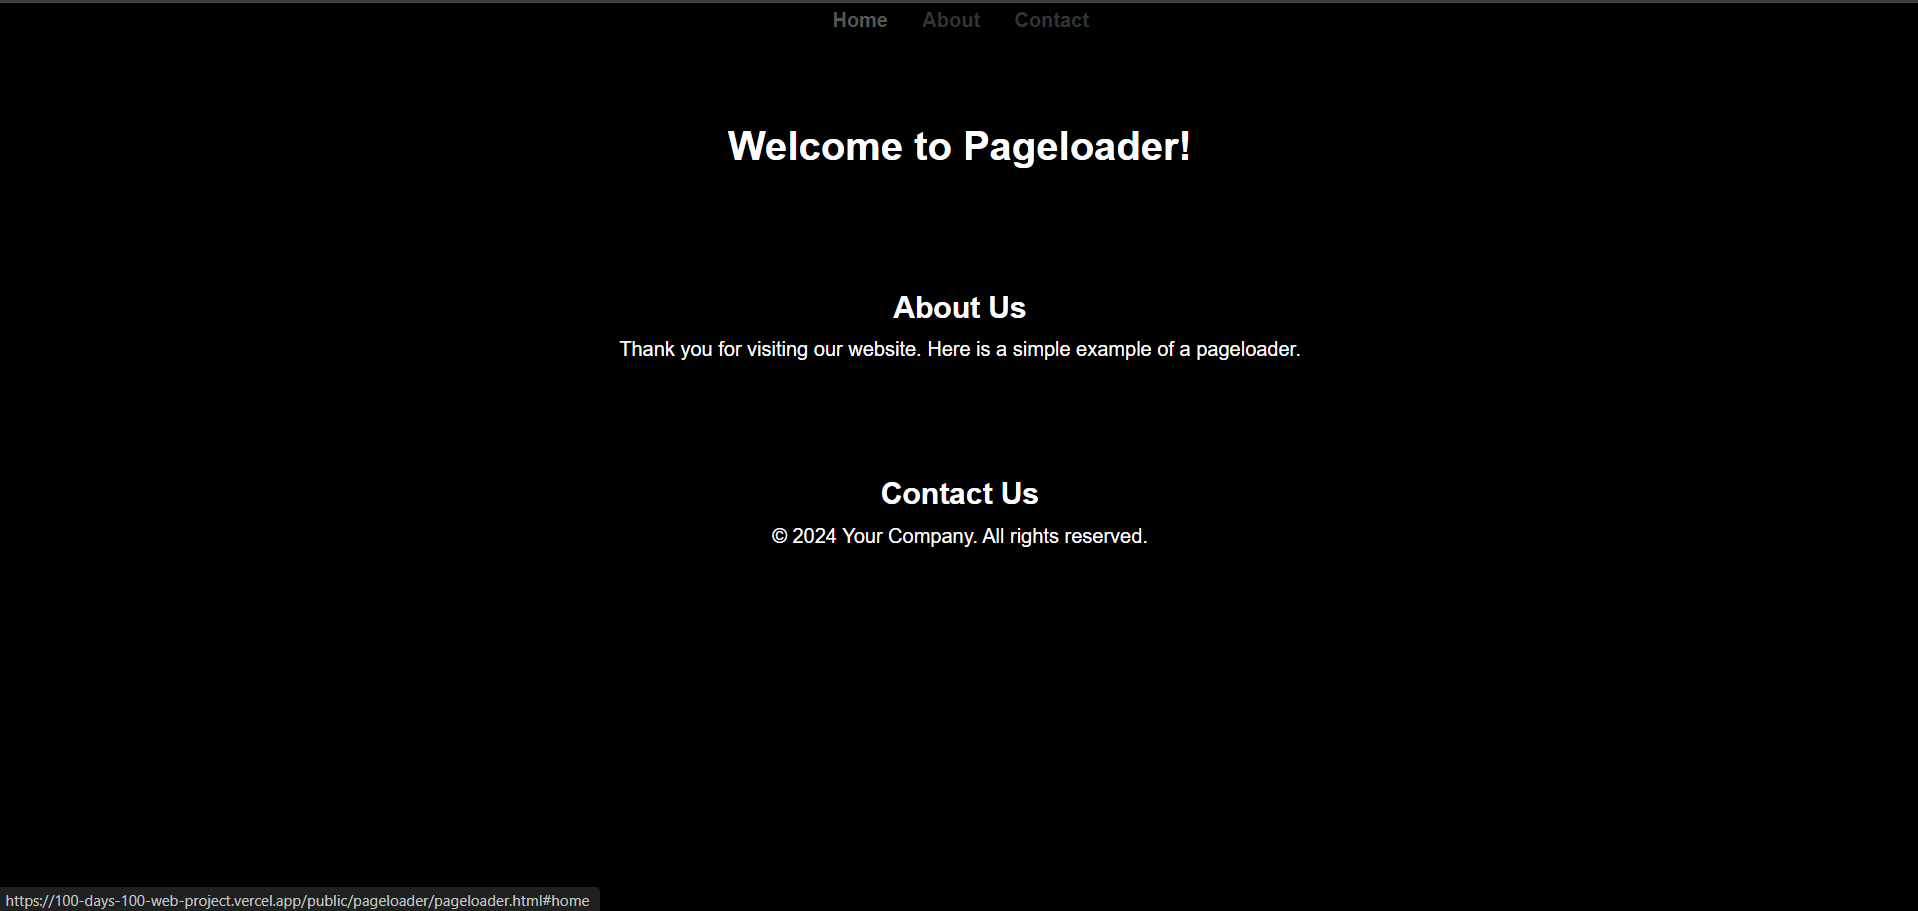 Home About Contact
Welcome to Pageloader!
About Us
Thank you for visiting our website. Here is a simple example of a pageloader.
Contact Us
© 2024 Your Company. All rights reserved.
https://100-days-100-web-project.vercel.app/public/pageloader/pageloader.html#home